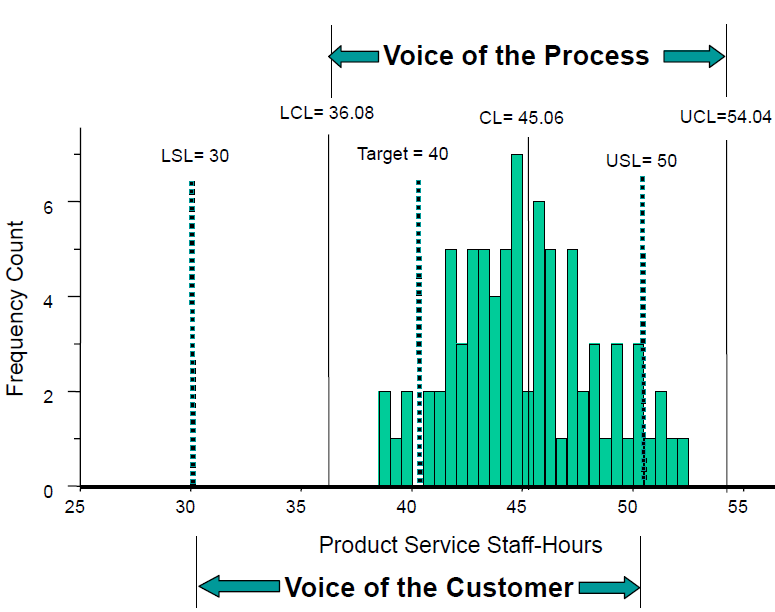 Voice of the Process
LCL= 36.08
CL= 45.06
UCL=54.04
LSL= 30
Target = 40
USL= 50
Frequency Count
6
4
2
0
25 30 35 40 45 50 55
Product Service Staff-Hours
Voice of the Customer